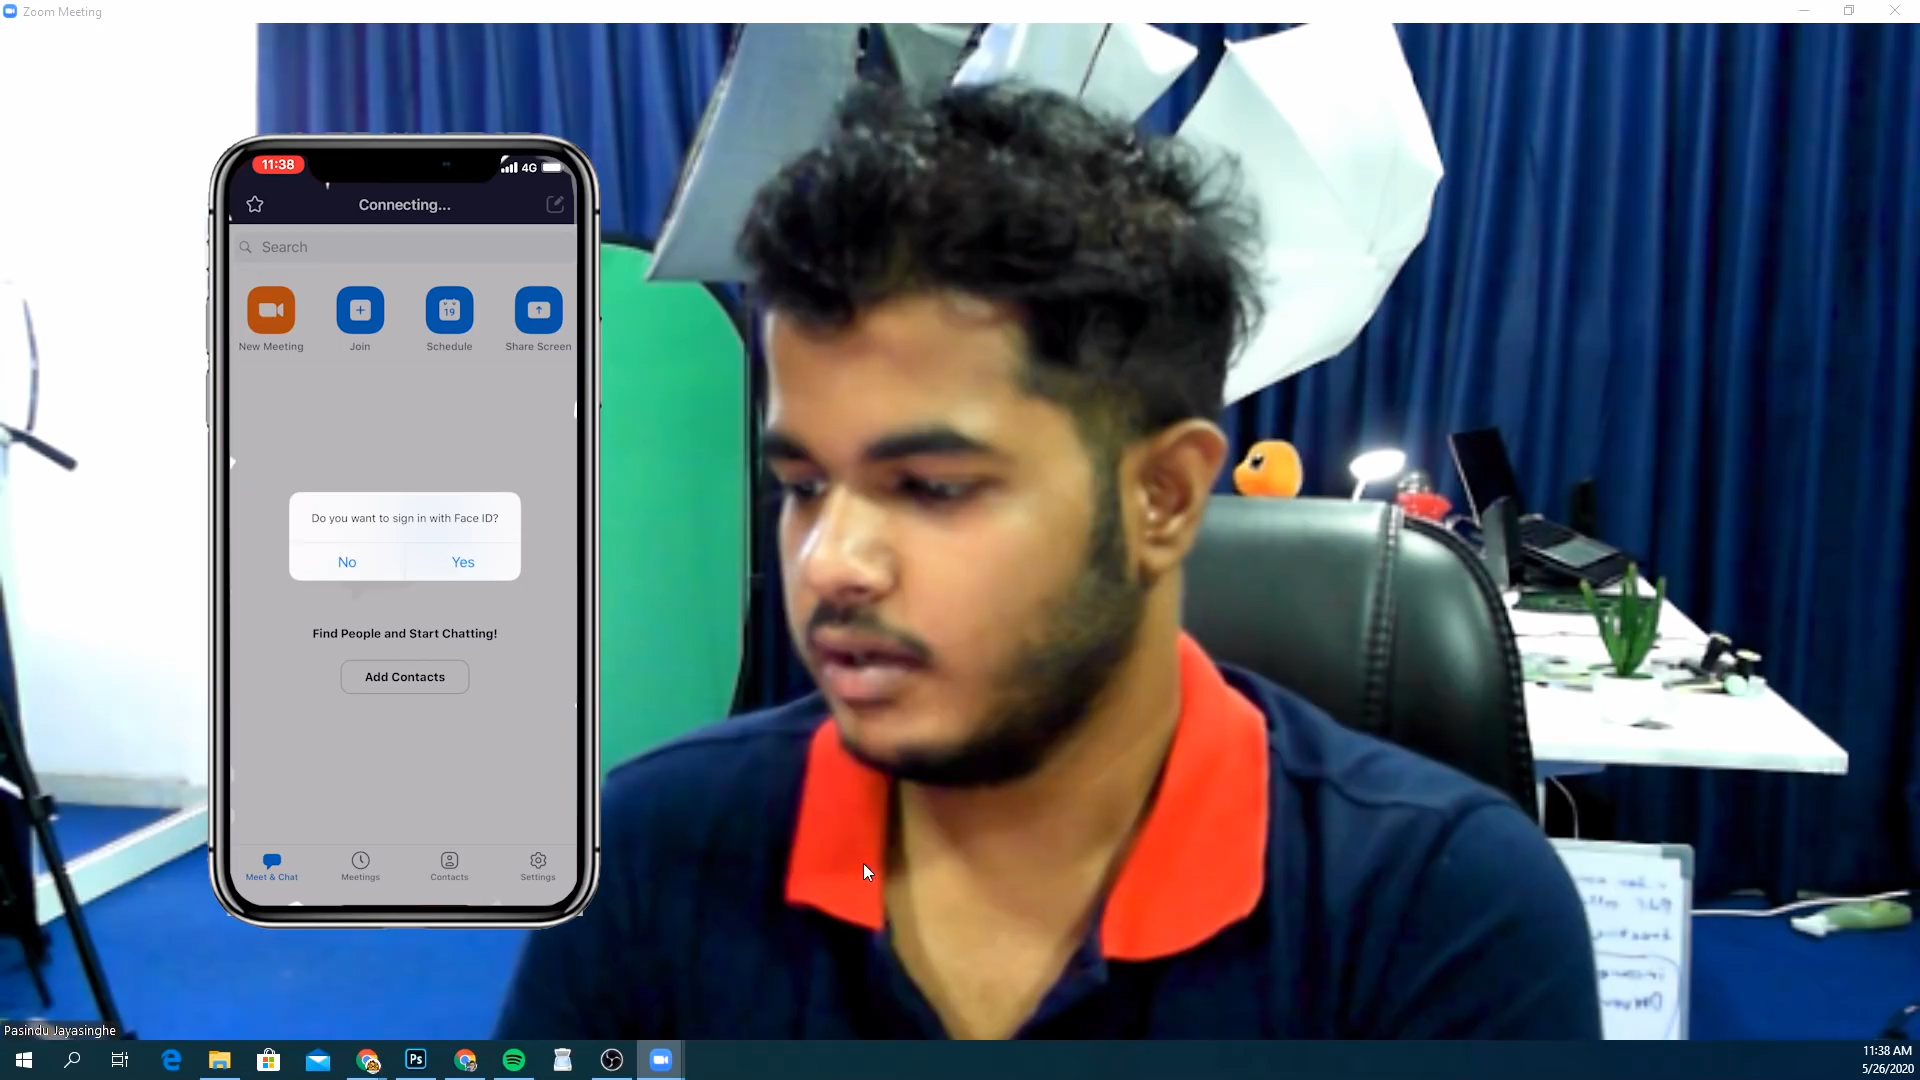 Zoom Meeting
11:38
4G
Connecting...
Search
19
New Meeting
Join
Schedule
Share Screen
Do you want to sign in with Face ID?
No
Yes
Find People and Start Chatting!
Add Contacts
Meet & Chat
Meetings
Contacts
Settings
Pasindu Jayasinghe
Ps
11:38 AM
5/26/2020